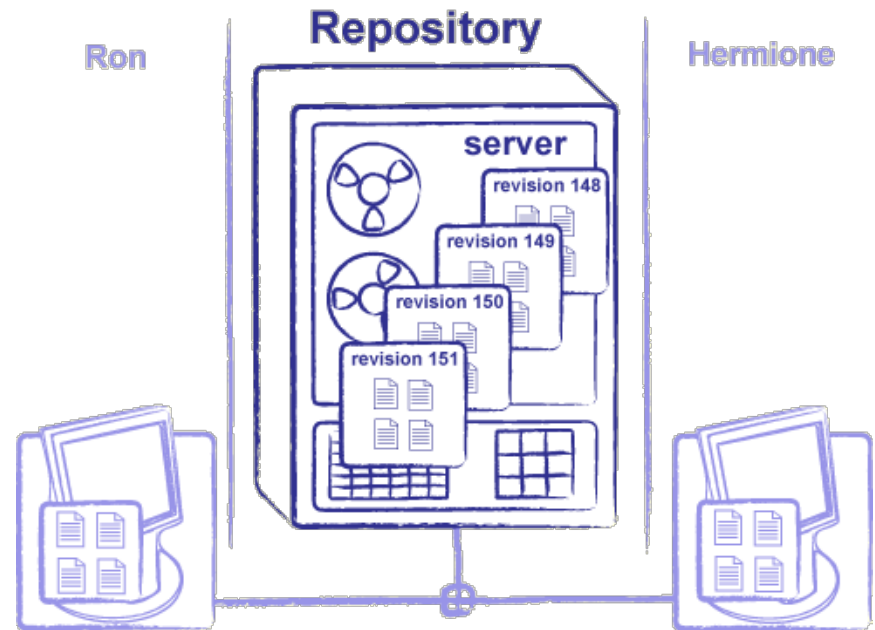 Repository
Ron
Hermione
server
revision 148
revision 149
revision 150
revision 151